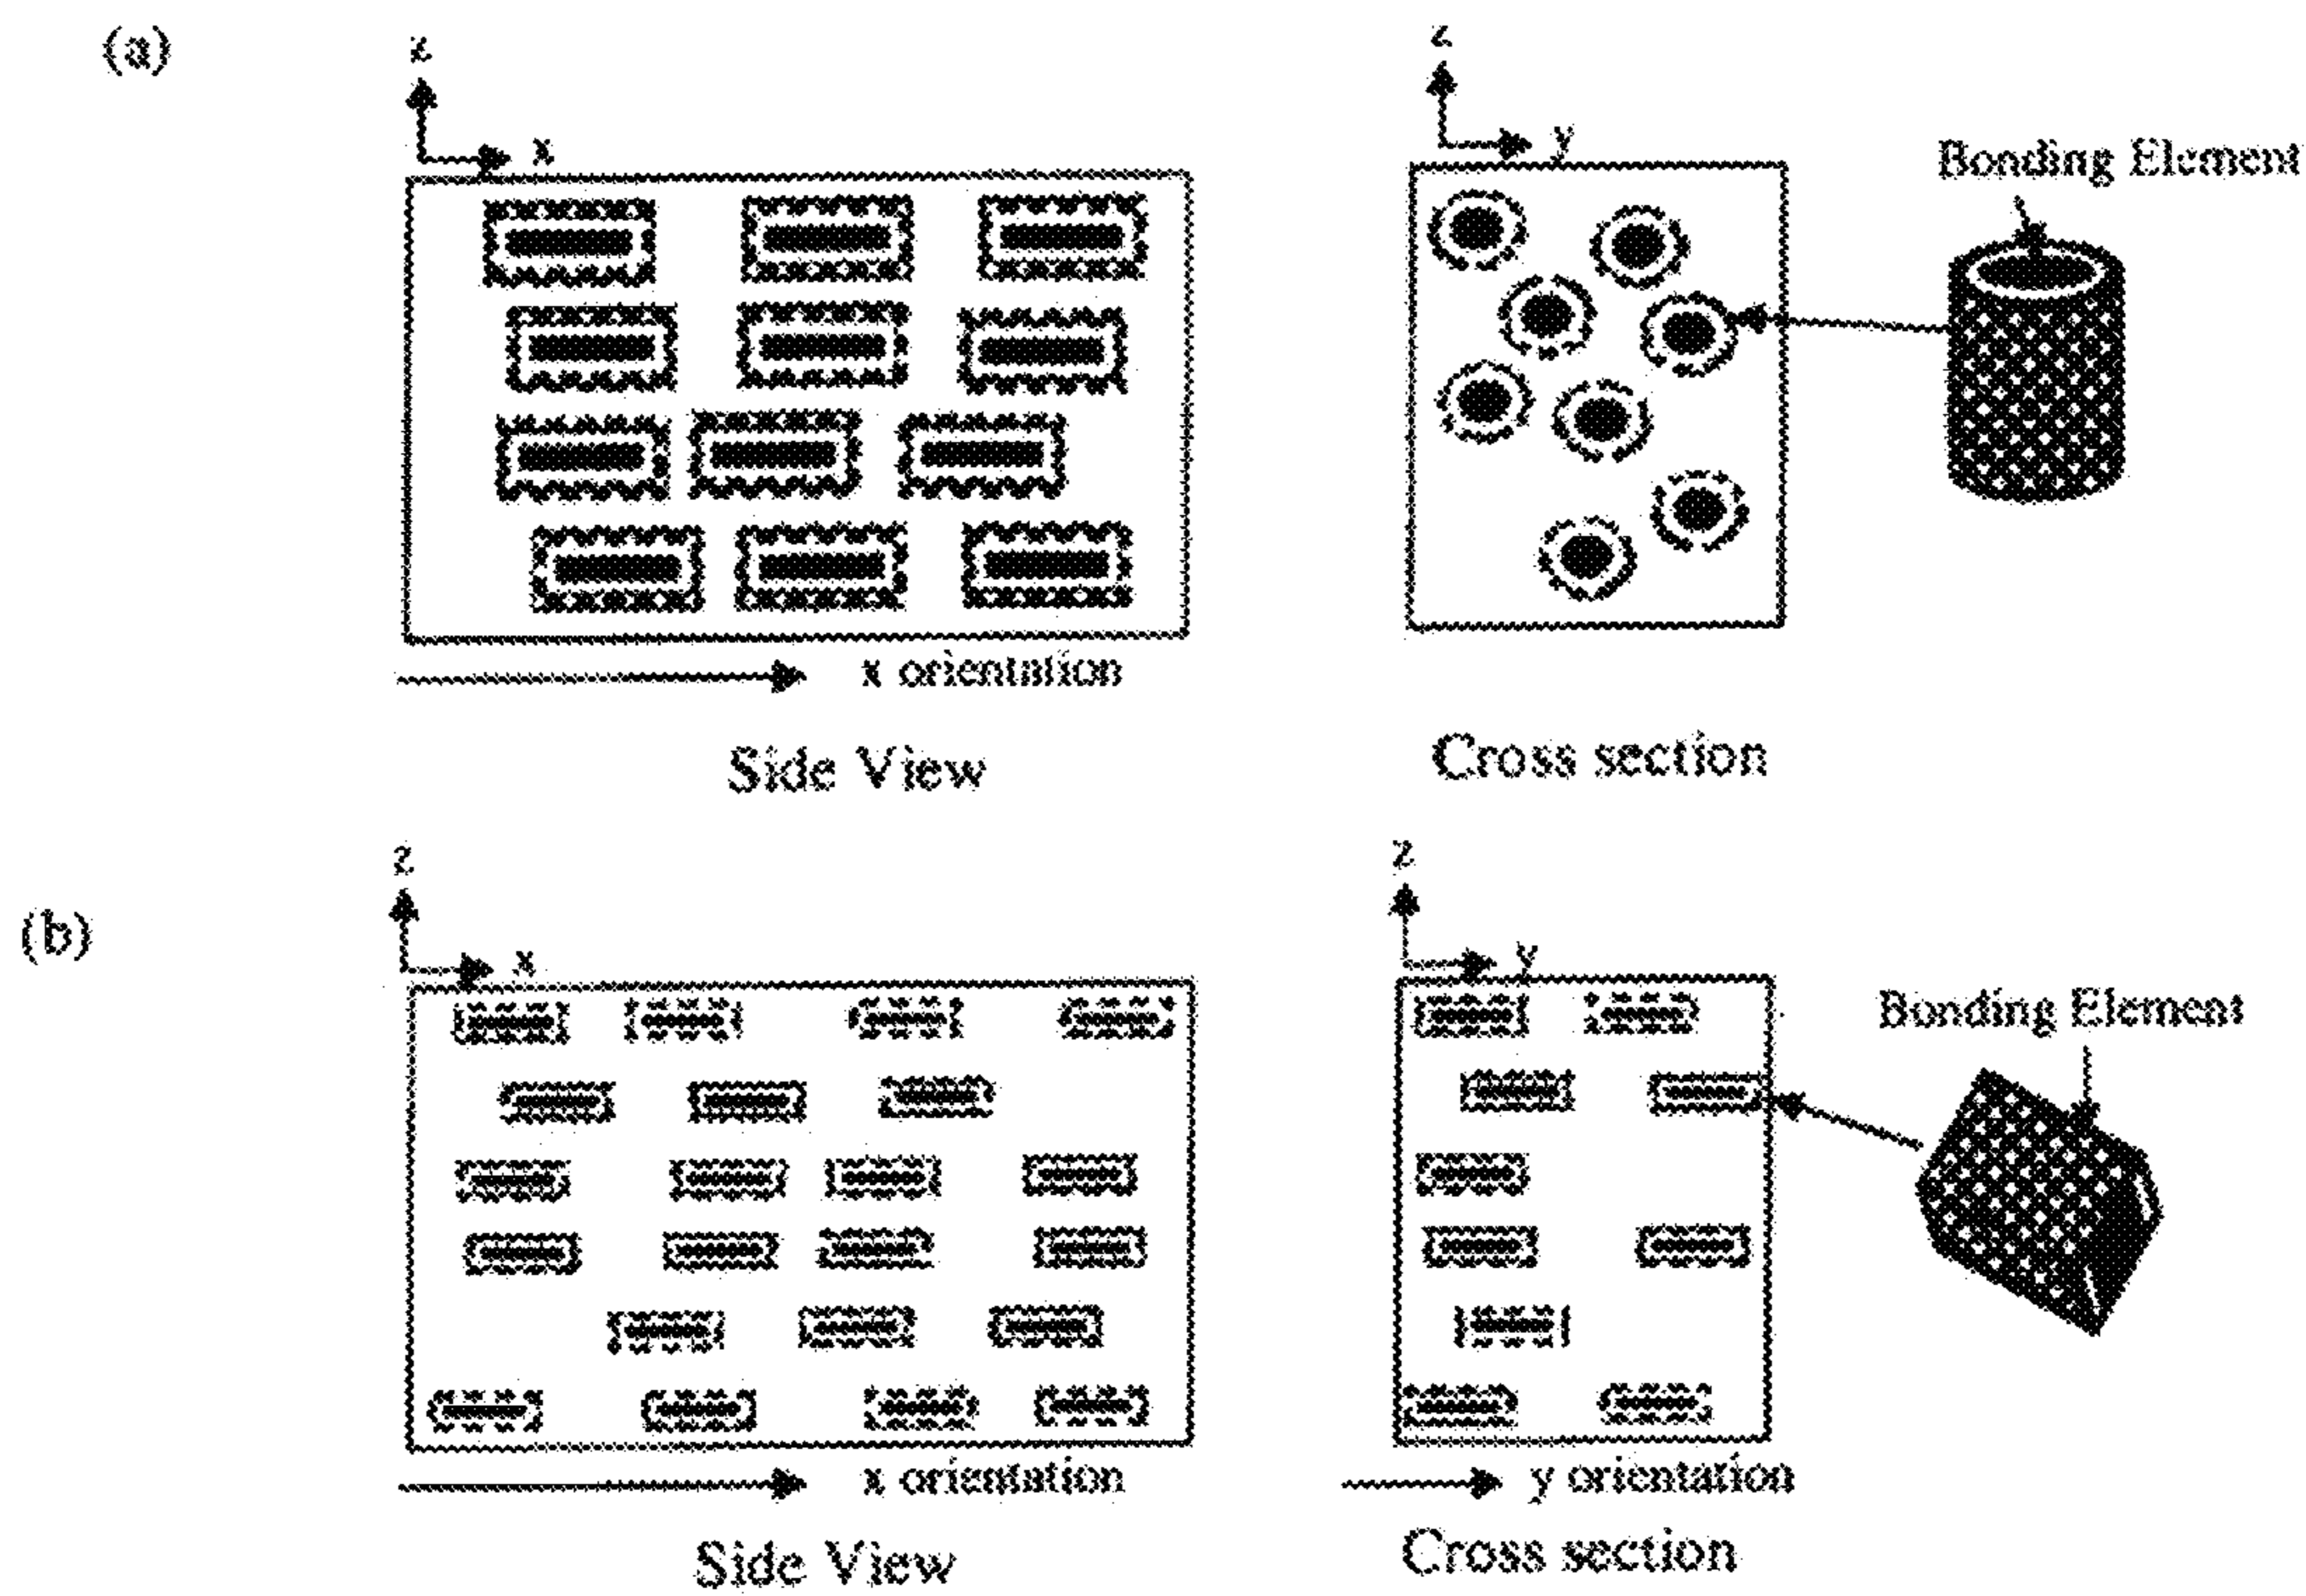 (a)
z
x
z
y
Bonding Element
x orientation
Side View
Cross section
(b)
z
x
z
y
Bonding Element
x orientation
y orientation
Side View
Cross section